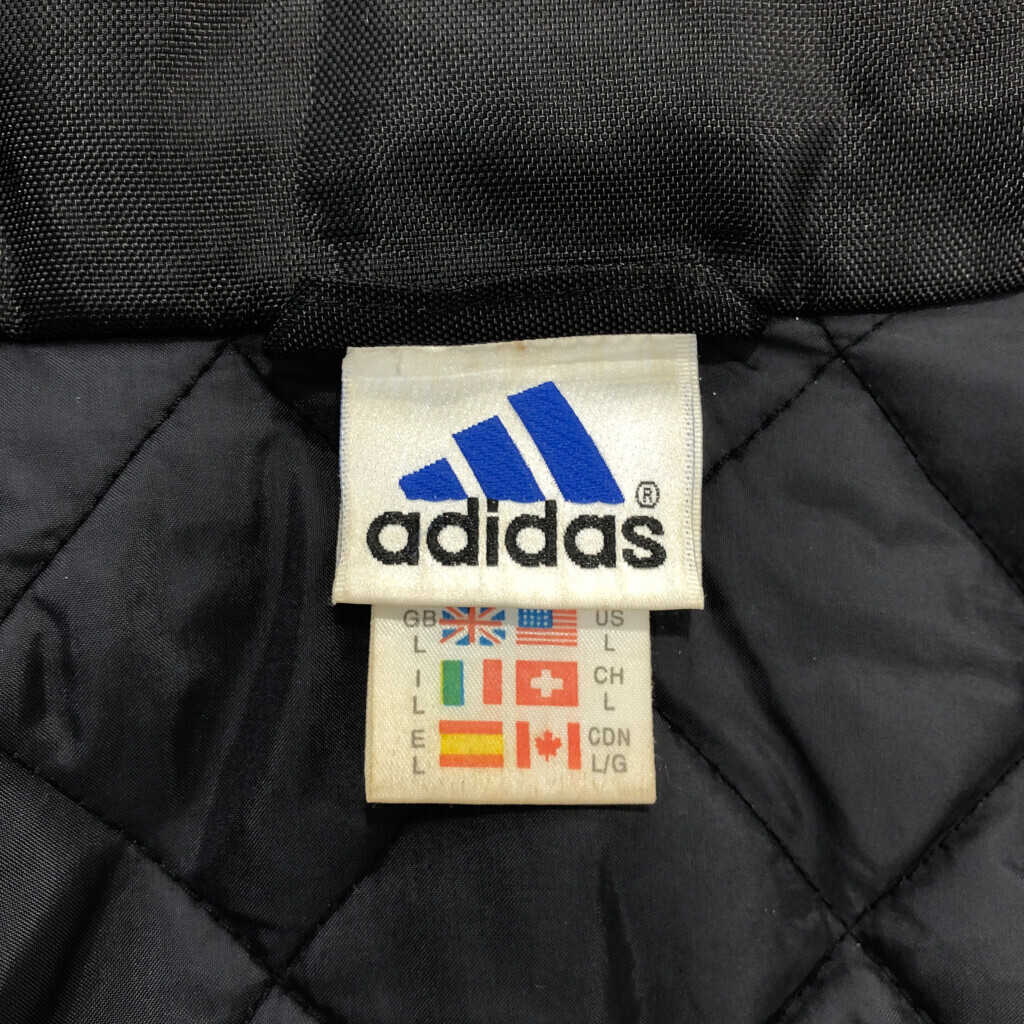 adidas®
GB US
L L
I CH
L L
E CDN
L L/G